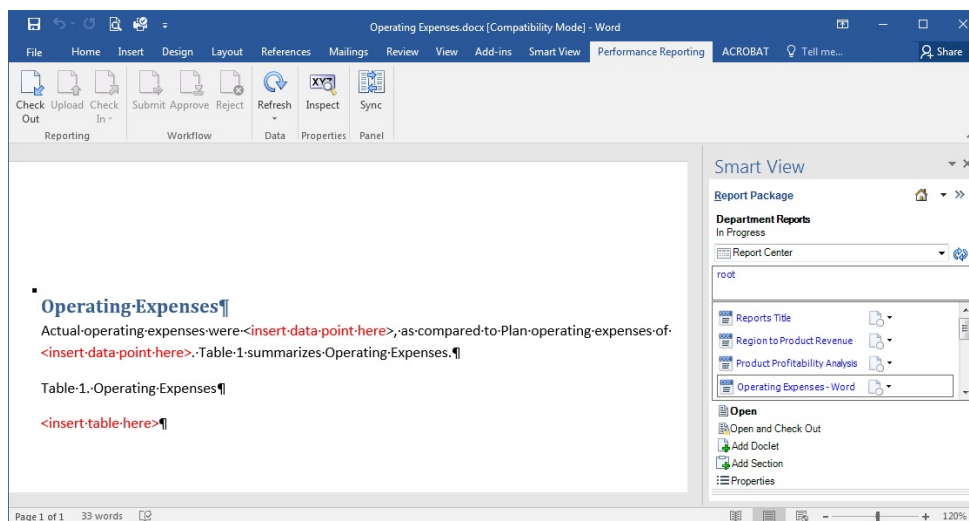 Operating Expenses.docx [Compatibility Mode] - Word
File Home Insert Design Layout References Mailings Review View Add-ins Smart View Performance Reporting ACROBAT Tell me... Share
Check Out Upload Check In Submit Approve Reject Refresh Inspect Sync
Reporting Workflow Data Properties Panel
Operating·Expenses¶
Actual·operating·expenses·were·<insert·data·point·here>,·as·compared·to·Plan·operating·expenses·of·
<insert·data·point·here>.·Table·1·summarizes·Operating·Expenses.¶
Table·1.·Operating·Expenses¶
<insert·table·here>¶
Smart View
Report Package
Department Reports
In Progress
Report Center
root
Reports Title
Region to Product Revenue
Product Profitability Analysis
Operating Expenses - Word
Open
Open and Check Out
Add Doclet
Add Section
Properties
Page 1 of 1 33 words 120%